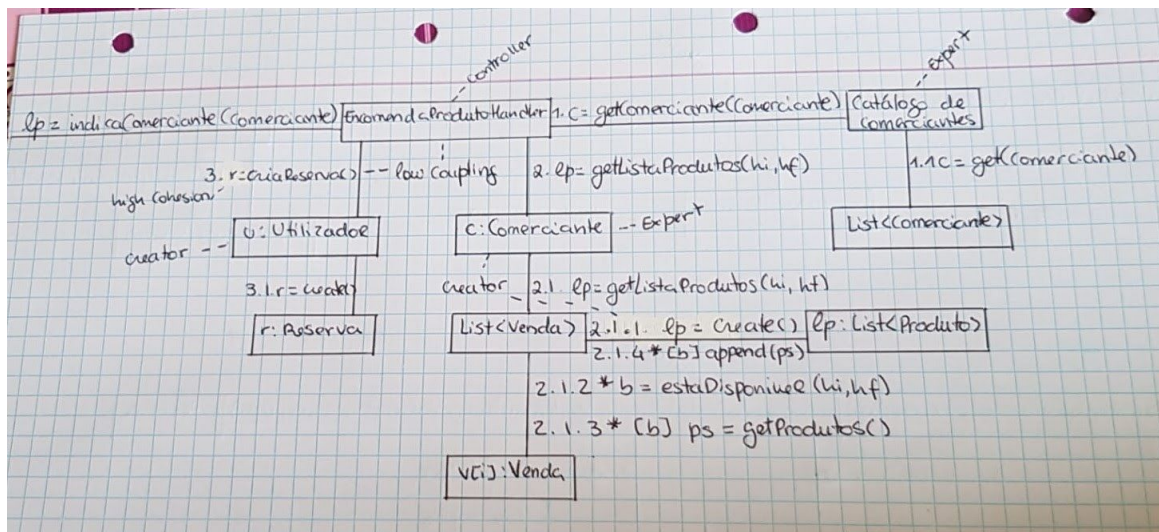 controller
Expert
lp = indicaComerciante(comerciante) EncomendaProdutoHandler 1. c = getComerciante(comerciante) Catálogo de comerciantes
3. r = criaReserva() -- low coupling 2. lp = getListaProdutos(hi, hf) 1.1 c = get(comerciante)
high cohesion
creator -- u: Utilizador c: Comerciante -- Expert List<Comerciante>
3.1. r = create() creator 2.1 lp = getListaProdutos(hi, hf)
r: Reserva List<Venda> 2.1.1. lp = create() lp: List<Produto>
2.1.4 * [b] append(ps)
2.1.2 * b = estaDisponivel (hi, hf)
2.1.3 * [b] ps = getProdutos()
v[i]: Venda